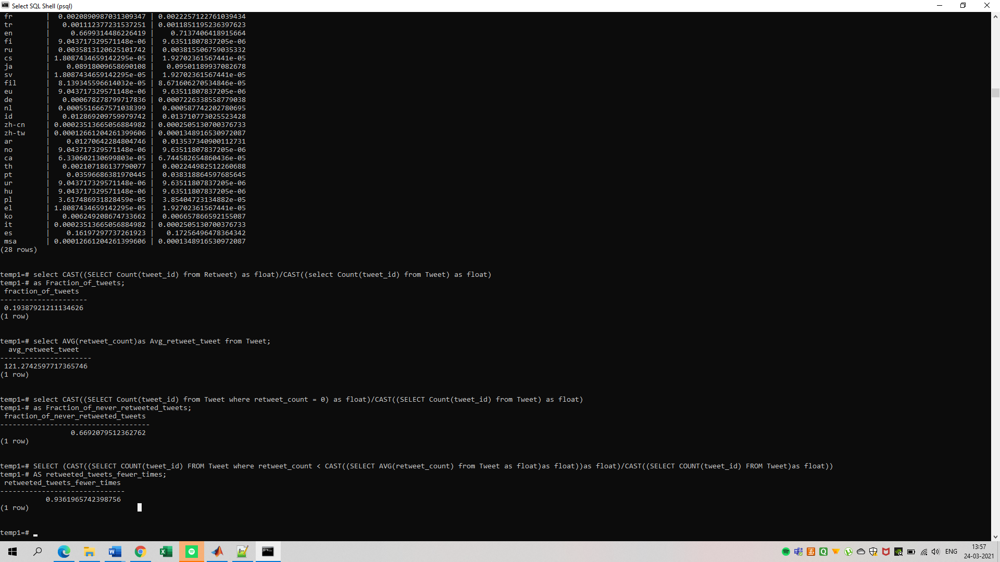 Select SQL Shell (psql)
fr | 0.0020890987031309347 | 0.0022257122761039434
tr | 0.001112377231537251 | 0.0011851195236397623
en | 0.6699314486226419 | 0.7137406418915664
fi | 9.043717329571148e-06 | 9.63511807837205e-06
ru | 0.0035813120625101742 | 0.003815506759035332
cs | 1.8087434659142295e-05 | 1.92702361567441e-05
ja | 0.08918009658690108 | 0.09501189937082678
sv | 1.8087434659142295e-05 | 1.92702361567441e-05
fil | 8.139345596614032e-05 | 8.671606270534846e-05
eu | 9.043717329571148e-06 | 9.63511807837205e-06
de | 0.000678278799717836 | 0.0007226338558779038
nl | 0.0005516667571038399 | 0.000587742202780695
id | 0.012869209759979742 | 0.013710773025523428
zh-cn | 0.00023513665056884982 | 0.0002505130700376733
zh-tw | 0.00012661204261399606 | 0.0001348916530972087
ar | 0.01270642284804746 | 0.013537340900112731
no | 9.043717329571148e-06 | 9.63511807837205e-06
ca | 6.330602130699803e-05 | 6.744582654860436e-05
th | 0.002107186137790077 | 0.002244982512260688
pt | 0.03596686381970445 | 0.038318864597685645
ur | 9.043717329571148e-06 | 9.63511807837205e-06
hu | 9.043717329571148e-06 | 9.63511807837205e-06
pl | 3.617486931828459e-05 | 3.85404723134882e-05
el | 1.8087434659142295e-05 | 1.92702361567441e-05
ko | 0.006249208674733662 | 0.006657866592155087
it | 0.00023513665056884982 | 0.0002505130700376733
es | 0.16197297737261923 | 0.17256496478364342
msa | 0.00012661204261399606 | 0.0001348916530972087
(28 rows)
temp1=# select CAST((SELECT Count(tweet_id) from Retweet) as float)/CAST((select Count(tweet_id) from Tweet) as float)
temp1-# as Fraction_of_tweets;
fraction_of_tweets
---------------------
0.19387921211134626
(1 row)
temp1=# select AVG(retweet_count)as Avg_retweet_tweet from Tweet;
avg_retweet_tweet
----------------------
121.2742597717365746
(1 row)
temp1=# select CAST((SELECT Count(tweet_id) from Tweet where retweet_count = 0) as float)/CAST((SELECT Count(tweet_id) from Tweet) as float)
temp1-# as Fraction_of_never_retweeted_tweets;
fraction_of_never_retweeted_tweets
------------------------------------
0.6692079512362762
(1 row)
temp1=# SELECT (CAST((SELECT COUNT(tweet_id) FROM Tweet where retweet_count < CAST((SELECT AVG(retweet_count) from Tweet as float)as float))as float)/CAST((SELECT COUNT(tweet_id) FROM Tweet)as float))
temp1-# AS retweeted_tweets_fewer_times;
retweeted_tweets_fewer_times
------------------------------
0.9361965742398756
(1 row)
temp1=#
ENG
13:57
24-03-2021